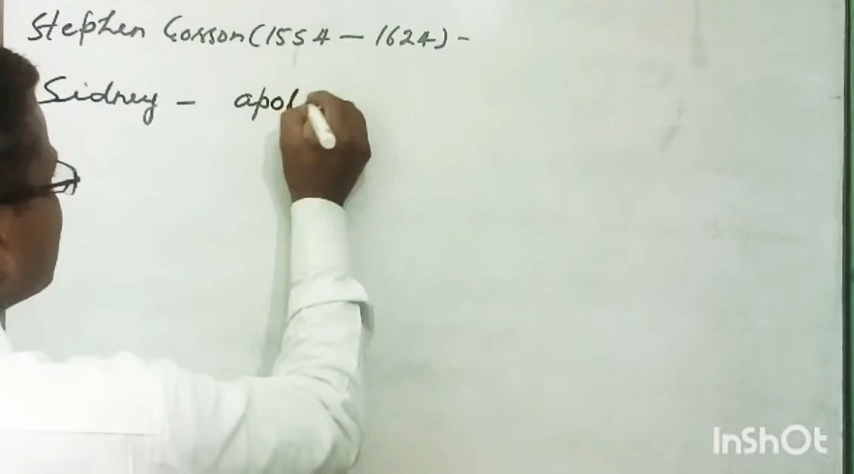 Stephen Gosson (1554 - 1624) -
Sidney - apol
InShOt